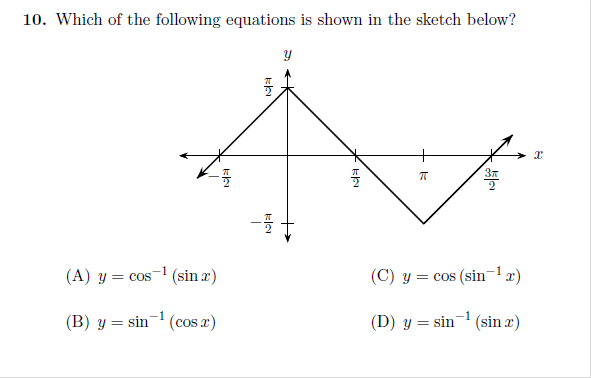 10. Which of the following equations is shown in the sketch below?
y
π/2
x
−π/2 π/2 π 3π/2
−π/2
(A) y = cos⁻¹ (sin x) (C) y = cos (sin⁻¹ x)
(B) y = sin⁻¹ (cos x) (D) y = sin⁻¹ (sin x)